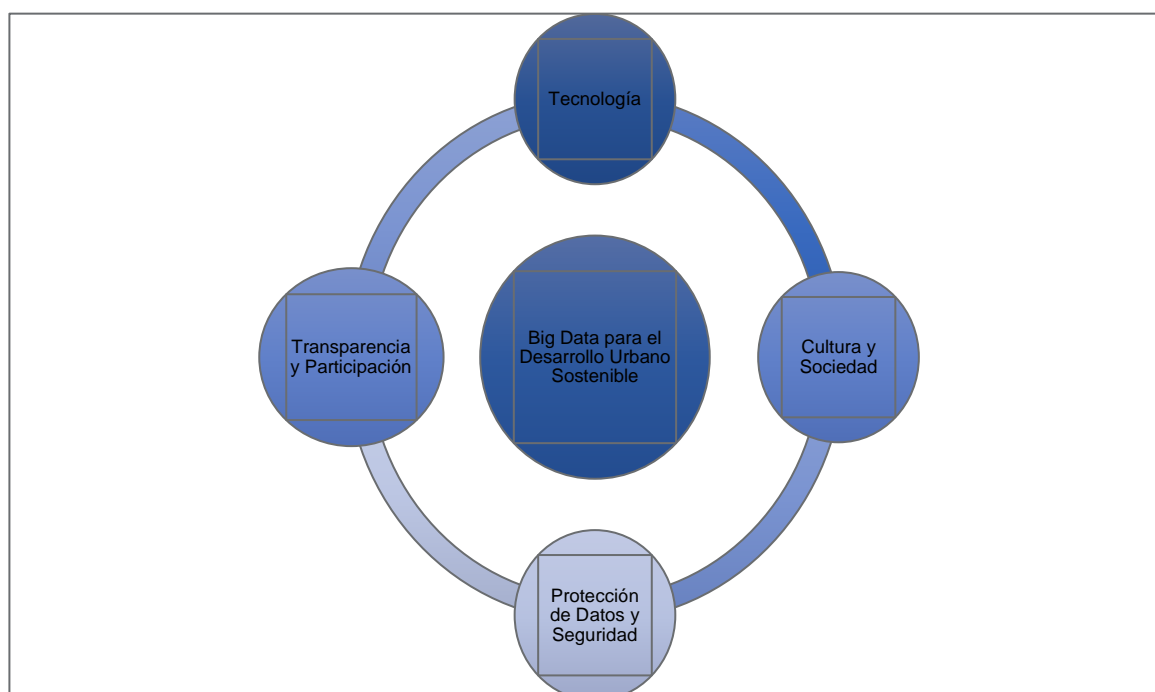 Tecnología
Transparencia
y Participación
Big Data para el
Desarrollo Urbano
Sostenible
Cultura y
Sociedad
Protección
de Datos y
Seguridad